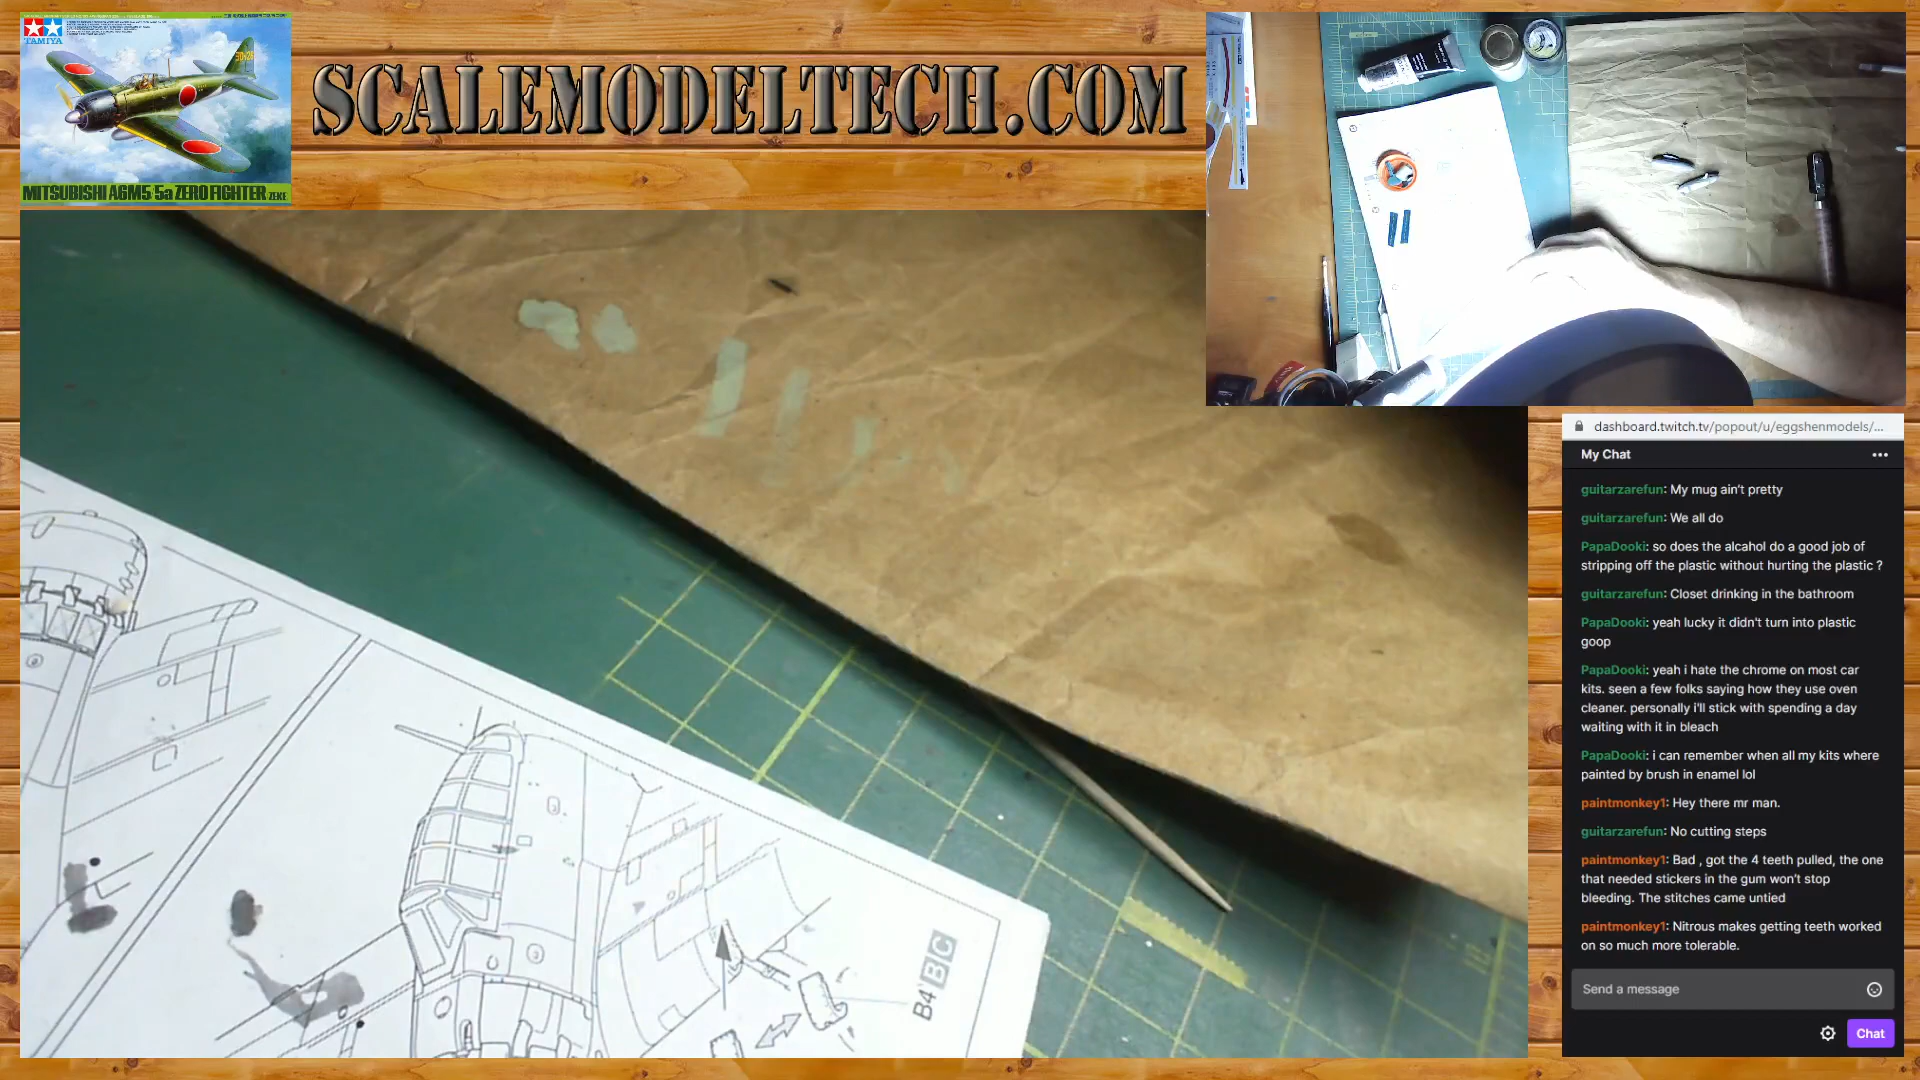 TAMIYA
MITSUBISHI A6M5/5a ZERO FIGHTER ZEKE
SCALEMODELTECH.COM
dashboard.twitch.tv/popout/u/eggshenmodels/...
My Chat
guitarzarefun: My mug ain't pretty
guitarzarefun: We all do
PapaDooki: so does the alcahol do a good job of
stripping off the plastic without hurting the plastic ?
guitarzarefun: Closet drinking in the bathroom
PapaDooki: yeah lucky it didn't turn into plastic
goop
PapaDooki: yeah i hate the chrome on most car
kits. seen a few folks saying how they use oven
cleaner. personally i'll stick with spending a day
waiting with it in bleach
PapaDooki: i can remember when all my kits where
painted by brush in enamel lol
paintmonkey1: Hey there mr man.
guitarzarefun: No cutting steps
paintmonkey1: Bad , got the 4 teeth pulled, the one
that needed stickers in the gum won't stop
bleeding. The stitches came untied
paintmonkey1: Nitrous makes getting teeth worked
on so much more tolerable.
Send a message
Chat
B4 B C